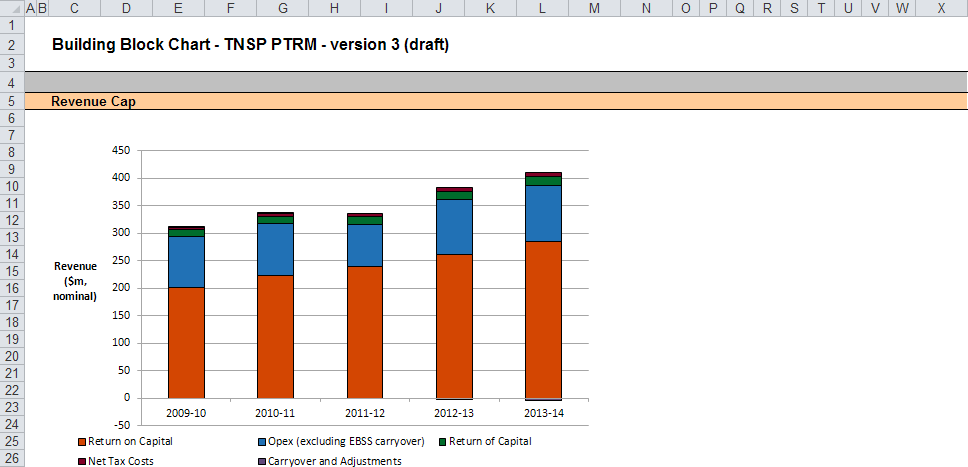 A B C D E F G H I J K L M N O P Q R S T U V W X
1
2 Building Block Chart - TNSP PTRM - version 3 (draft)
3
4
5 Revenue Cap
6
7
8 450
9
10 400
11 350
12
13 300
14 250
15 Revenue
16 ($m, 200
17 nominal)
18 150
19
20 100
21 50
22
23 0
2009-10 2010-11 2011-12 2012-13 2013-14
24 -50
25 Return on Capital Opex (excluding EBSS carryover) Return of Capital
26 Net Tax Costs Carryover and Adjustments